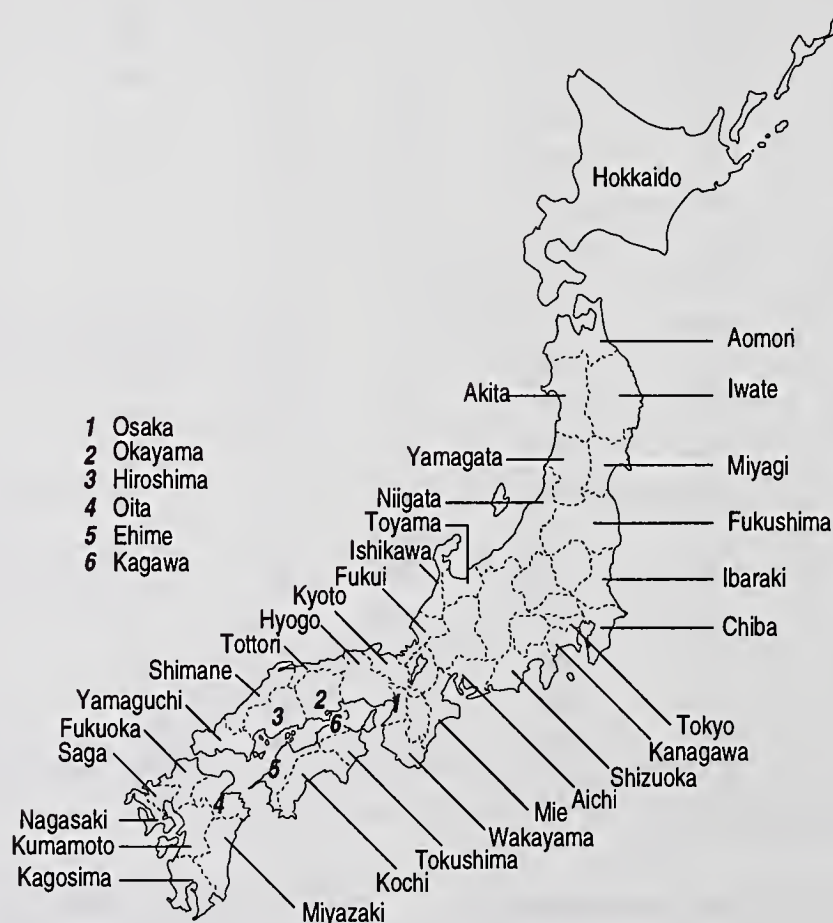 Hokkaido
Aomori
Akita
Iwate
1 Osaka
2 Okayama
3 Hiroshima
4 Oita
5 Ehime
6 Kagawa
Yamagata
Miyagi
Niigata
Toyama
Fukushima
Ishikawa
Fukui
Ibaraki
Kyoto
Hyogo
Chiba
Tottori
Shimane
Yamaguchi
Fukuoka
Saga
2
1
3
6
5
4
Tokyo
Kanagawa
Shizuoka
Aichi
Mie
Wakayama
Tokushima
Kochi
Nagasaki
Kumamoto
Kagosima
Miyazaki